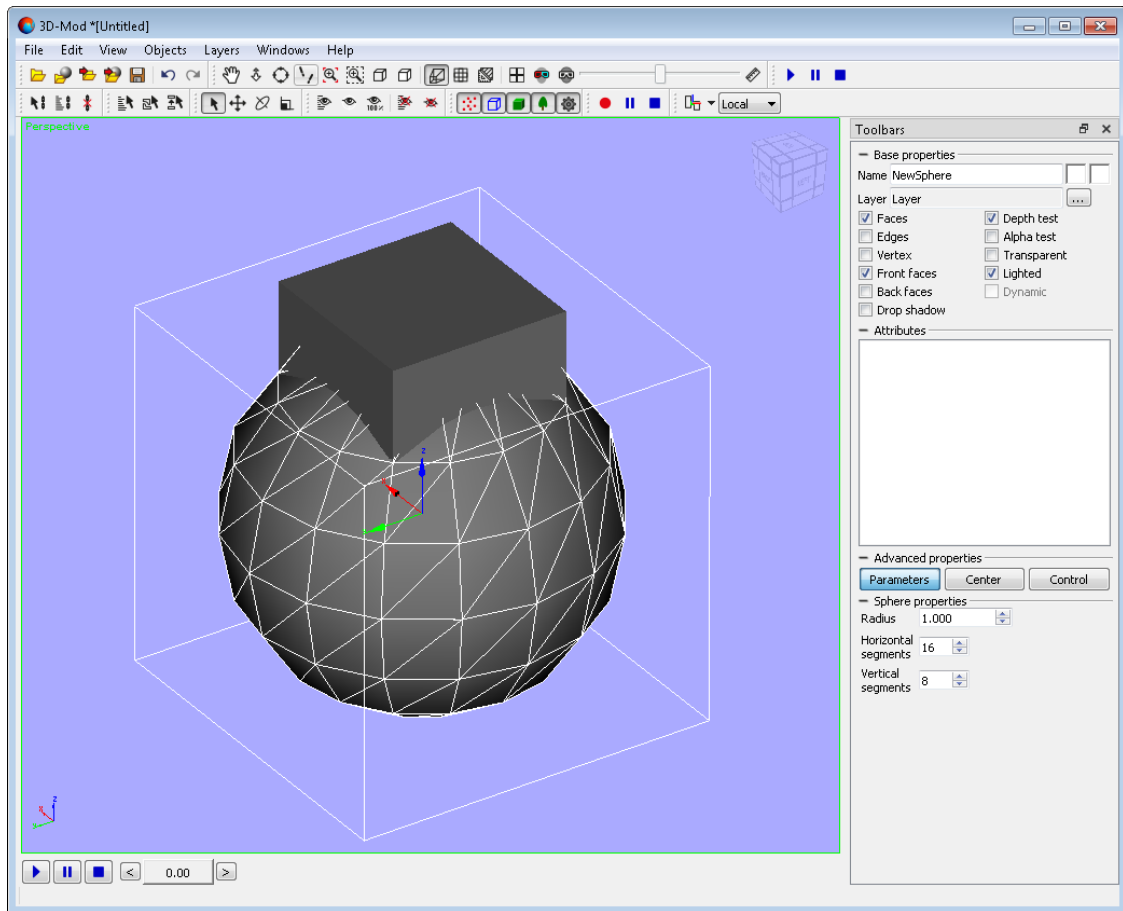 3D-Mod *[Untitled]
File Edit View Objects Layers Windows Help
100%
Local
Perspective
Toolbars
Base properties
Name NewSphere
Layer Layer ...
Faces Depth test
Edges Alpha test
Vertex Transparent
Front faces Lighted
Back faces Dynamic
Drop shadow
Attributes
z
Advanced properties
Parameters Center Control
Sphere properties
Radius 1.000
Horizontal segments 16
Vertical segments 8
z
< 0.00 >